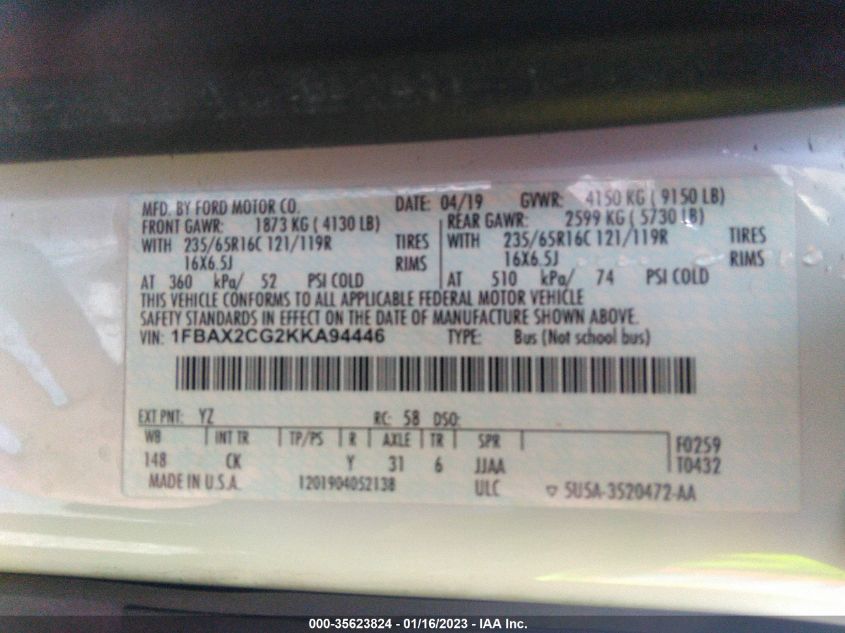 MFD. BY FORD MOTOR CO. DATE: 04/19 GVWR: 4150 KG ( 9150 LB)
FRONT GAWR: 1873 KG ( 4130 LB) REAR GAWR: 2599 KG ( 5730 LB)
WITH 235/65R16C 121/119R TIRES WITH 235/65R16C 121/119R TIRES
16X6.5J RIMS 16X6.5J RIMS
AT 360 kPa/ 52 PSI COLD AT 510 kPa/ 74 PSI COLD
THIS VEHICLE CONFORMS TO ALL APPLICABLE FEDERAL MOTOR VEHICLE
SAFETY STANDARDS IN EFFECT ON THE DATE OF MANUFACTURE SHOWN ABOVE.
VIN: 1FBAX2CG2KKA94446 TYPE: Bus (Not school bus)
EXT PNT: YZ RC: 58 DSO:
WB INT TR TP/PS R AXLE TR SPR F0259
148 CK Y 31 6 JJAA T0432
MADE IN U.S.A. 1201904052138 ULC ▽ 5U5A-3520472-AA
000-35623824 - 01/16/2023 - IAA Inc.